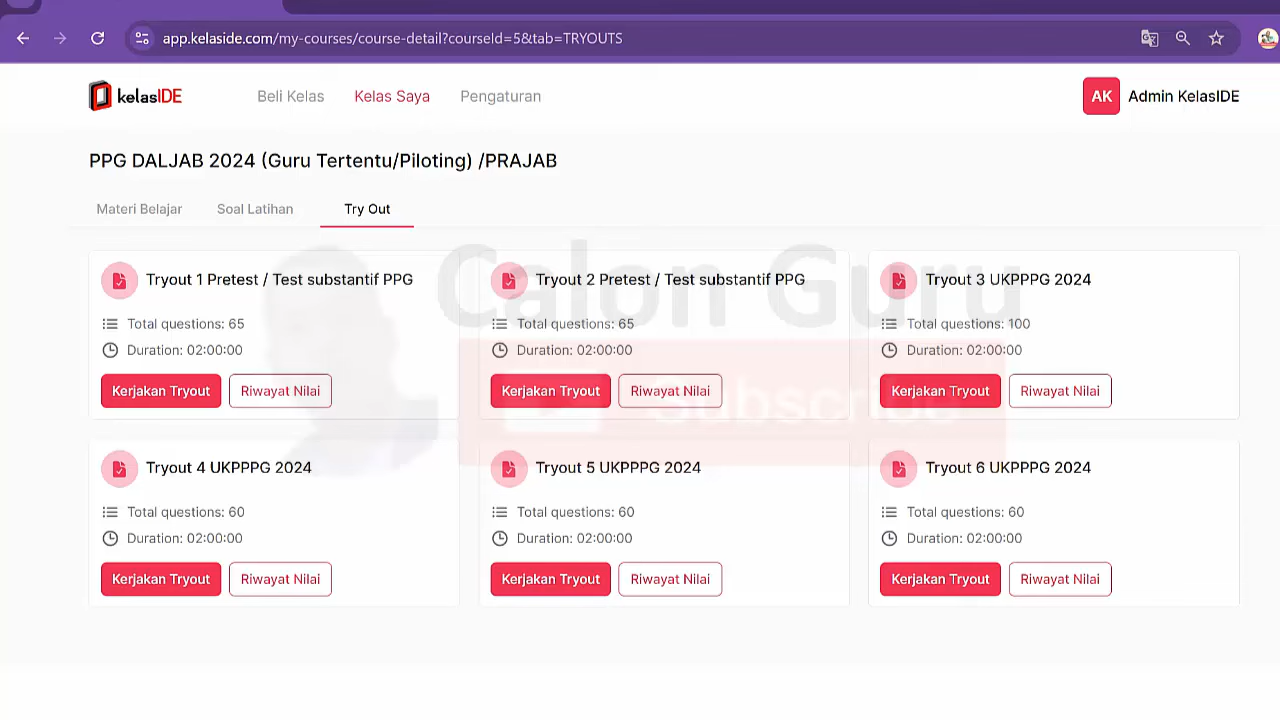 app.kelaside.com/my-courses/course-detail?courseId=5&tab=TRYOUTS
kelasIDE
Beli Kelas
Kelas Saya
Pengaturan
AK
Admin KelasIDE
PPG DALJAB 2024 (Guru Tertentu/Piloting) /PRAJAB
Materi Belajar
Soal Latihan
Try Out
Calon Guru
Subscribe
Tryout 1 Pretest / Test substantif PPG
Total questions: 65
Duration: 02:00:00
Kerjakan Tryout
Riwayat Nilai
Tryout 2 Pretest / Test substantif PPG
Total questions: 65
Duration: 02:00:00
Kerjakan Tryout
Riwayat Nilai
Tryout 3 UKPPPG 2024
Total questions: 100
Duration: 02:00:00
Kerjakan Tryout
Riwayat Nilai
Tryout 4 UKPPPG 2024
Total questions: 60
Duration: 02:00:00
Kerjakan Tryout
Riwayat Nilai
Tryout 5 UKPPPG 2024
Total questions: 60
Duration: 02:00:00
Kerjakan Tryout
Riwayat Nilai
Tryout 6 UKPPPG 2024
Total questions: 60
Duration: 02:00:00
Kerjakan Tryout
Riwayat Nilai